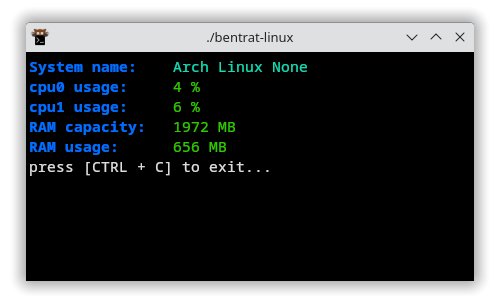 ./bentrat-linux
System name: Arch Linux None
cpu0 usage: 4 %
cpu1 usage: 6 %
RAM capacity: 1972 MB
RAM usage: 656 MB
press [CTRL + C] to exit...